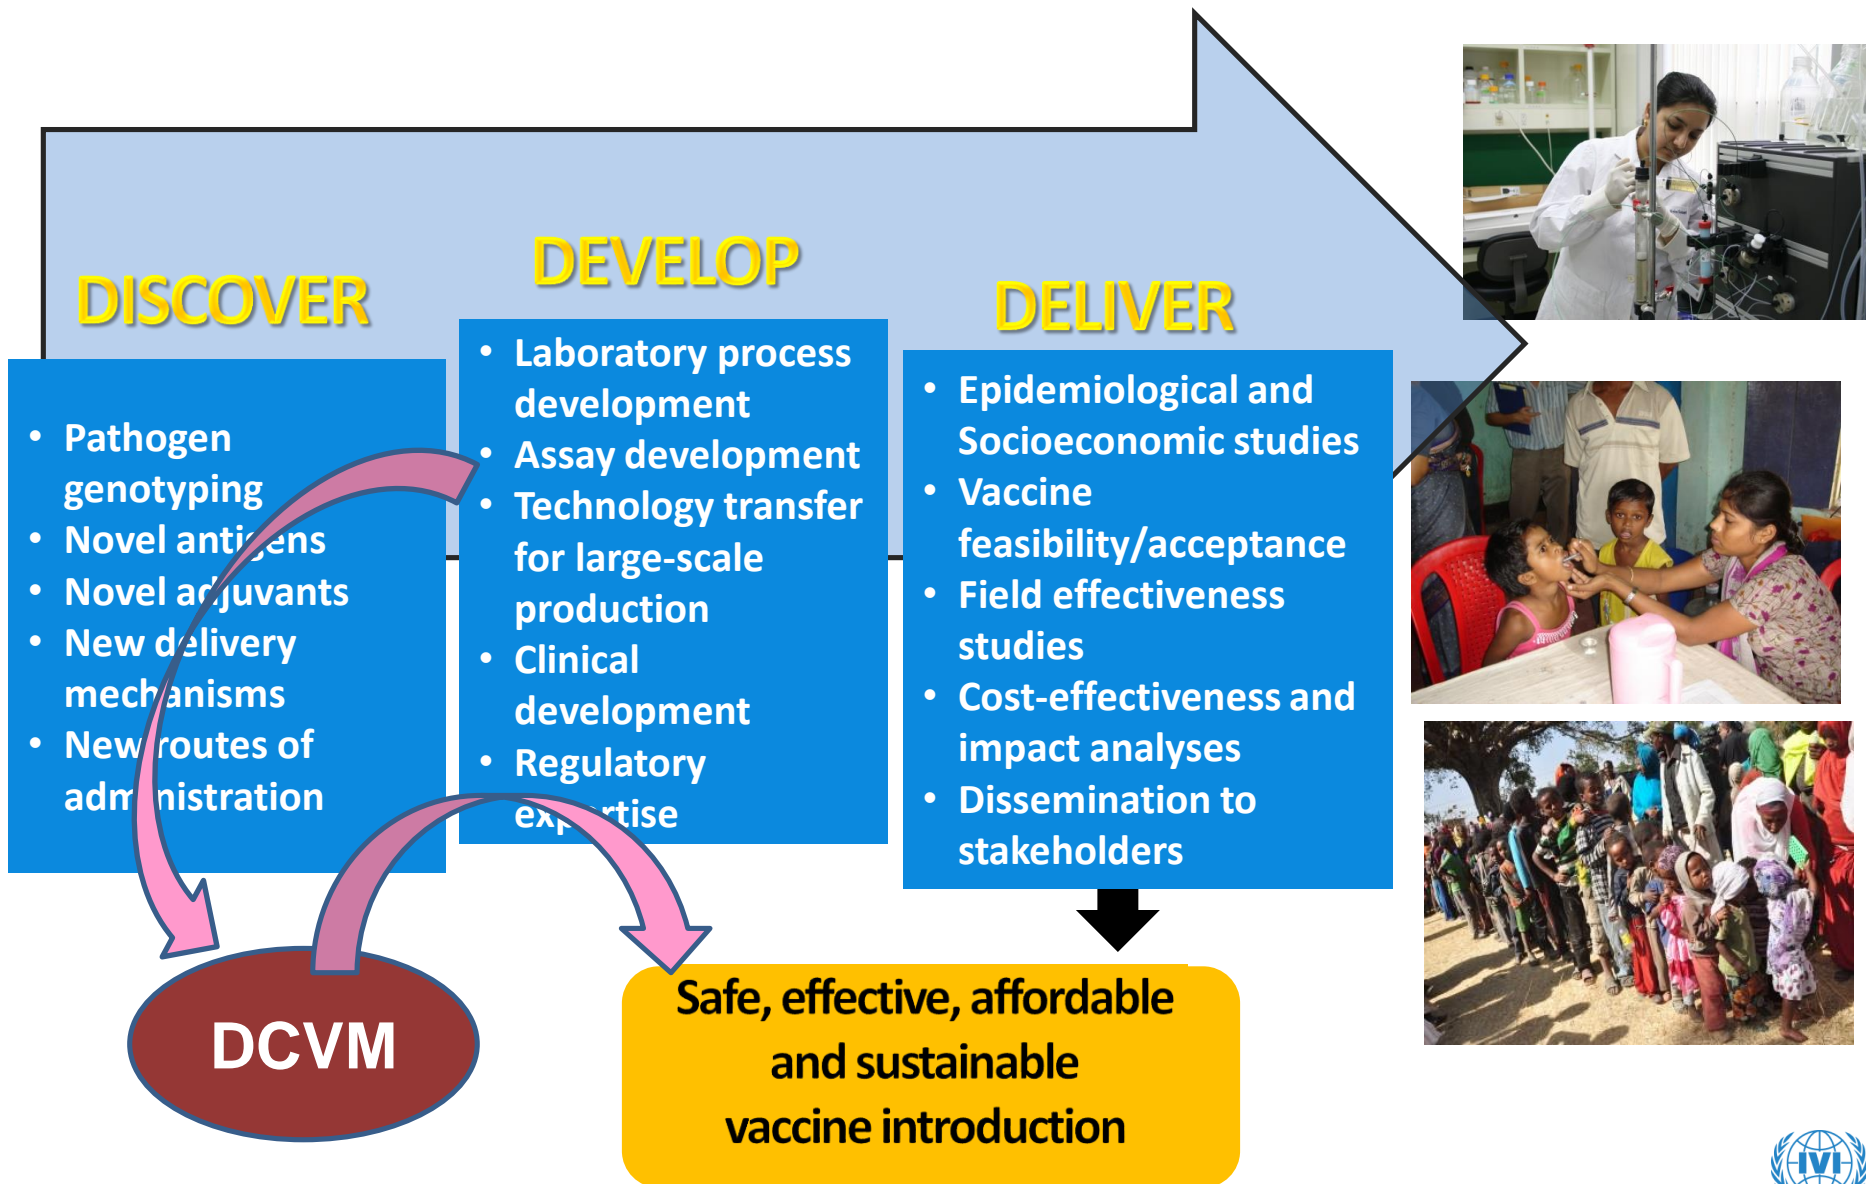 DISCOVER
• Pathogen
genotyping
• Novel antigens
• Novel adjuvants
• New delivery
mechanisms
• New routes of
administration
DEVELOP
• Laboratory process
development
• Assay development
• Technology transfer
for large-scale
production
• Clinical
development
• Regulatory
expertise
DELIVER
• Epidemiological and
Socioeconomic studies
• Vaccine
feasibility/acceptance
• Field effectiveness
studies
• Cost-effectiveness and
impact analyses
• Dissemination to
stakeholders
DCVM
Safe, effective, affordable
and sustainable
vaccine introduction
IVI